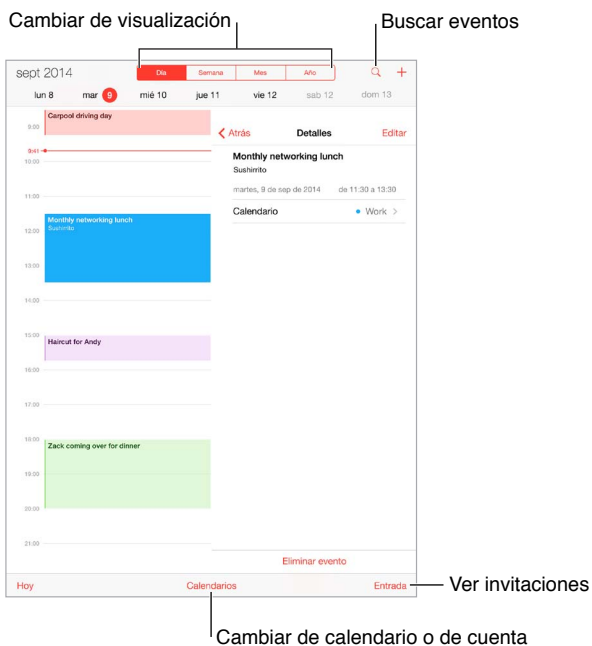 Cambiar de visualización
Buscar eventos
sept 2014
Día Semana Mes Año
lun 8 mar 9 mié 10 jue 11 vie 12 sab 12 dom 13
8:00
Carpool driving day
Atrás Detalles Editar
9:41
10:00
Monthly networking lunch
Sushirrito
martes, 9 de sep de 2014 de 11:30 a 13:30
11:00
Calendario Work
Monthly networking lunch
12:00
Sushirrito
13:00
14:00
15:00
Haircut for Andy
16:00
17:00
18:00
Zack coming over for dinner
19:00
20:00
21:00
Eliminar evento
Hoy Calendarios Entrada
Ver invitaciones
Cambiar de calendario o de cuenta